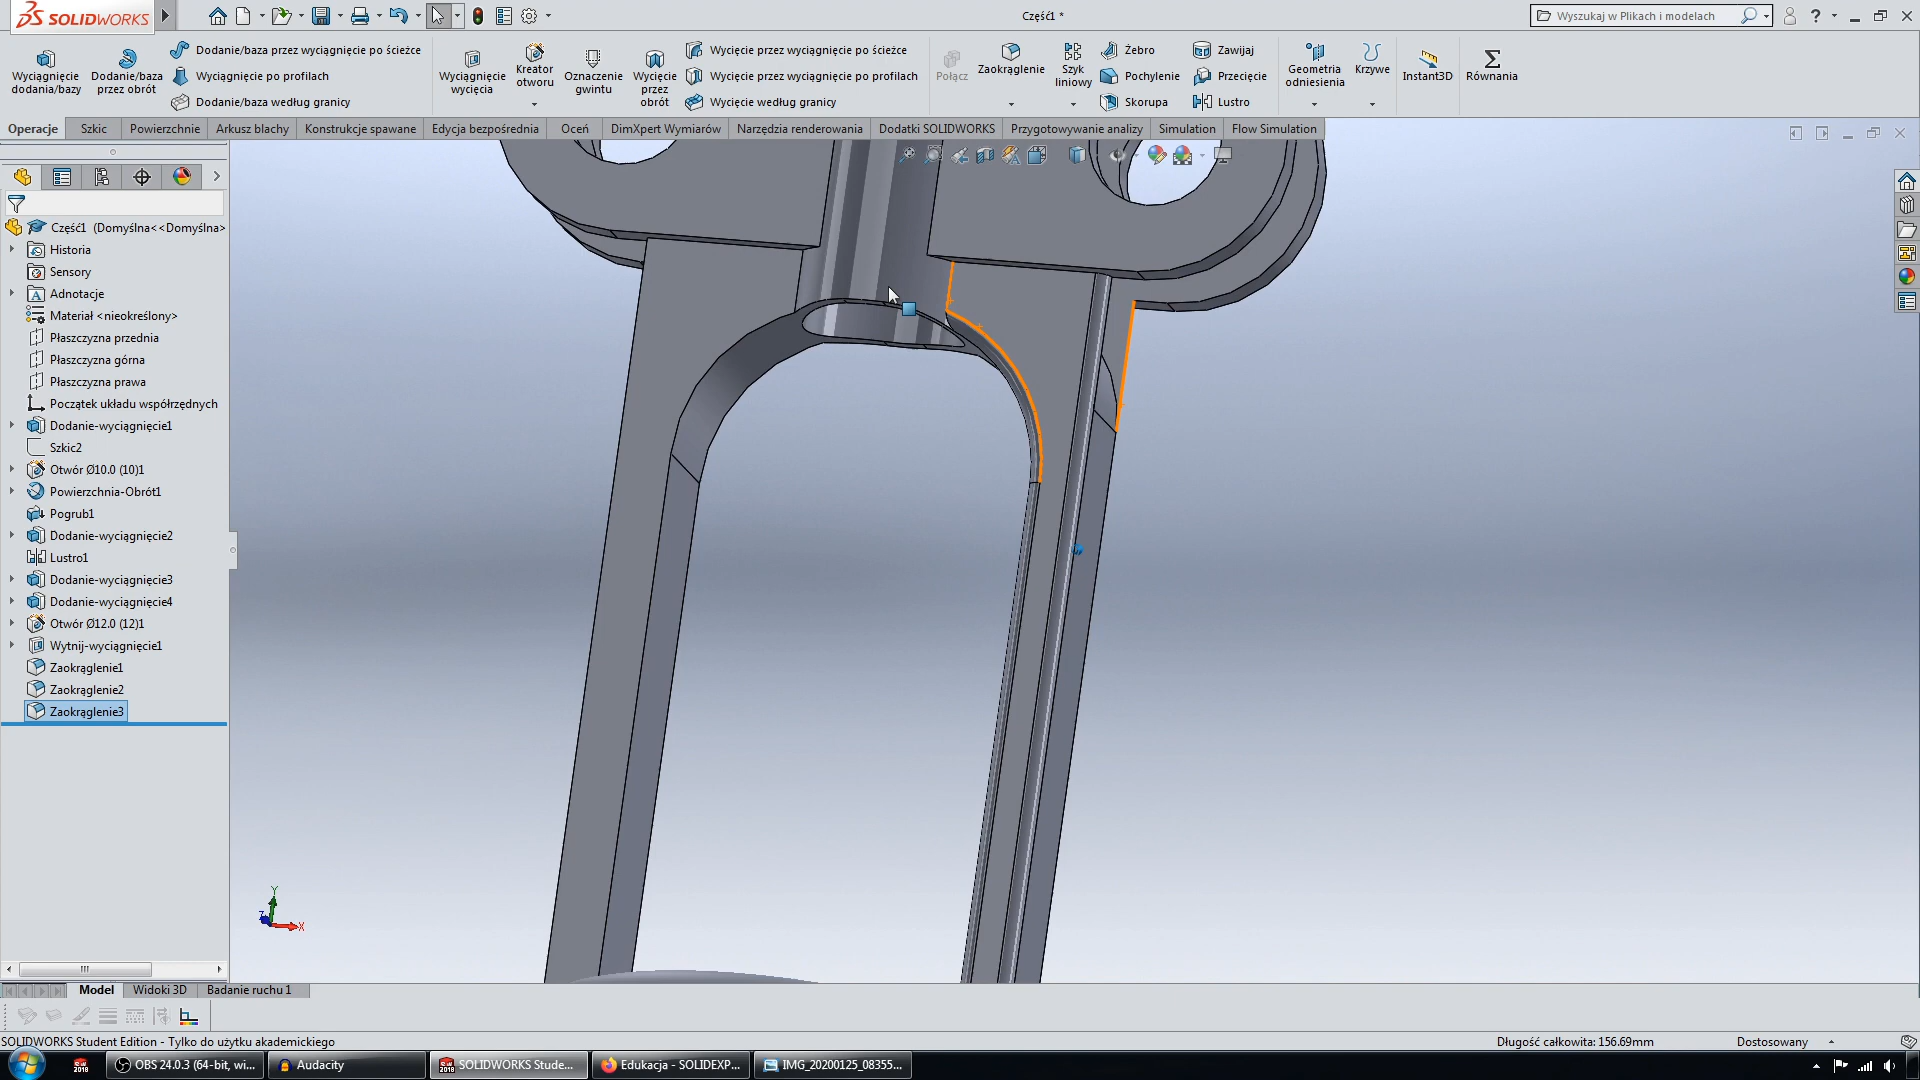 SOLIDWORKS
Część1 *
Wyszukaj w Plikach i modelach
Wyciągnięcie dodania/bazy
Dodanie/baza przez obrót
Dodanie/baza przez wyciągnięcie po ścieżce
Wyciągnięcie po profilach
Dodanie/baza według granicy
Wyciągnięcie wycięcia
Kreator otworu
Oznaczenie gwintu
Wycięcie przez obrót
Wycięcie przez wyciągnięcie po ścieżce
Wycięcie przez wyciągnięcie po profilach
Wycięcie według granicy
Połącz
Zaokrąglenie
Szyk liniowy
Żebro
Pochylenie
Skorupa
Zawijaj
Przecięcie
Lustro
Geometria odniesienia
Krzywe
Instant3D
Równania
Operacje
Szkic
Powierzchnie
Arkusz blachy
Konstrukcje spawane
Edycja bezpośrednia
Oceń
DimXpert Wymiarów
Narzędzia renderowania
Dodatki SOLIDWORKS
Przygotowywanie analizy
Simulation
Flow Simulation
Część1 (Domyślna<<Domyślna>
Historia
Sensory
Adnotacje
Materiał <nieokreślony>
Płaszczyzna przednia
Płaszczyzna górna
Płaszczyzna prawa
Początek układu współrzędnych
Dodanie-wyciągnięcie1
Szkic2
Otwór Ø10.0 (10)1
Powierzchnia-Obrót1
Pogrub1
Dodanie-wyciągnięcie2
Lustro1
Dodanie-wyciągnięcie3
Dodanie-wyciągnięcie4
Otwór Ø12.0 (12)1
Wytnij-wyciągnięcie1
Zaokrąglenie1
Zaokrąglenie2
Zaokrąglenie3
Y
Z
X
Model
Widoki 3D
Badanie ruchu 1
SOLIDWORKS Student Edition - Tylko do użytku akademickiego
Długość całkowita: 156.69mm
Dostosowany
SW 2018
OBS 24.0.3 (64-bit, wi...
Audacity
SOLIDWORKS Stude...
Edukacja - SOLIDEXP...
IMG_20200125_08355...